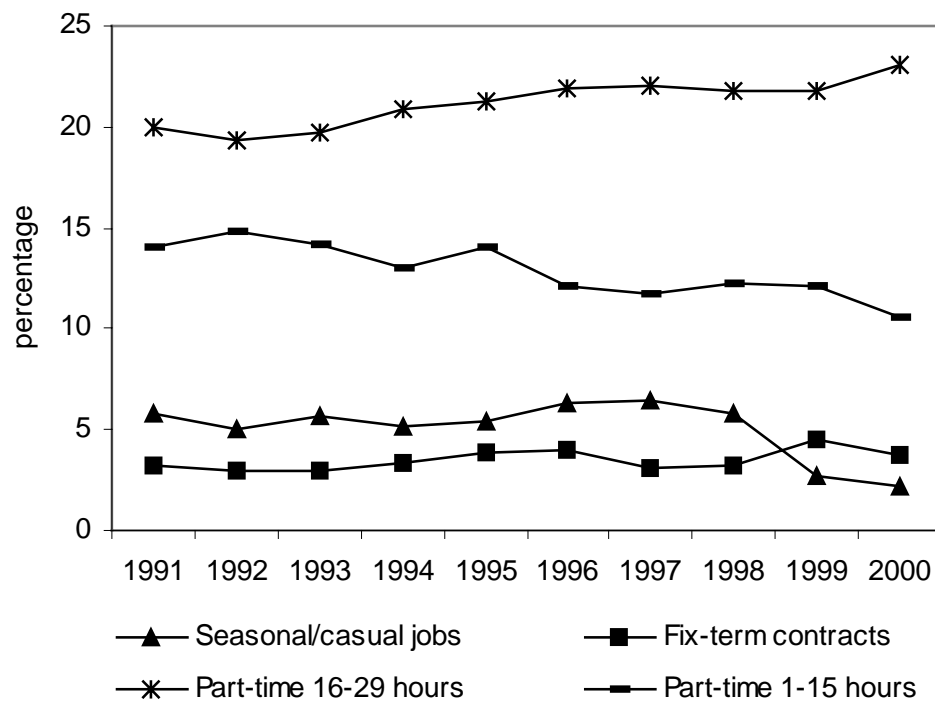 25
20
15
10
5
0
percentage
1991 1992 1993 1994 1995 1996 1997 1998 1999 2000
Seasonal/casual jobs Fix-term contracts
Part-time 16-29 hours Part-time 1-15 hours